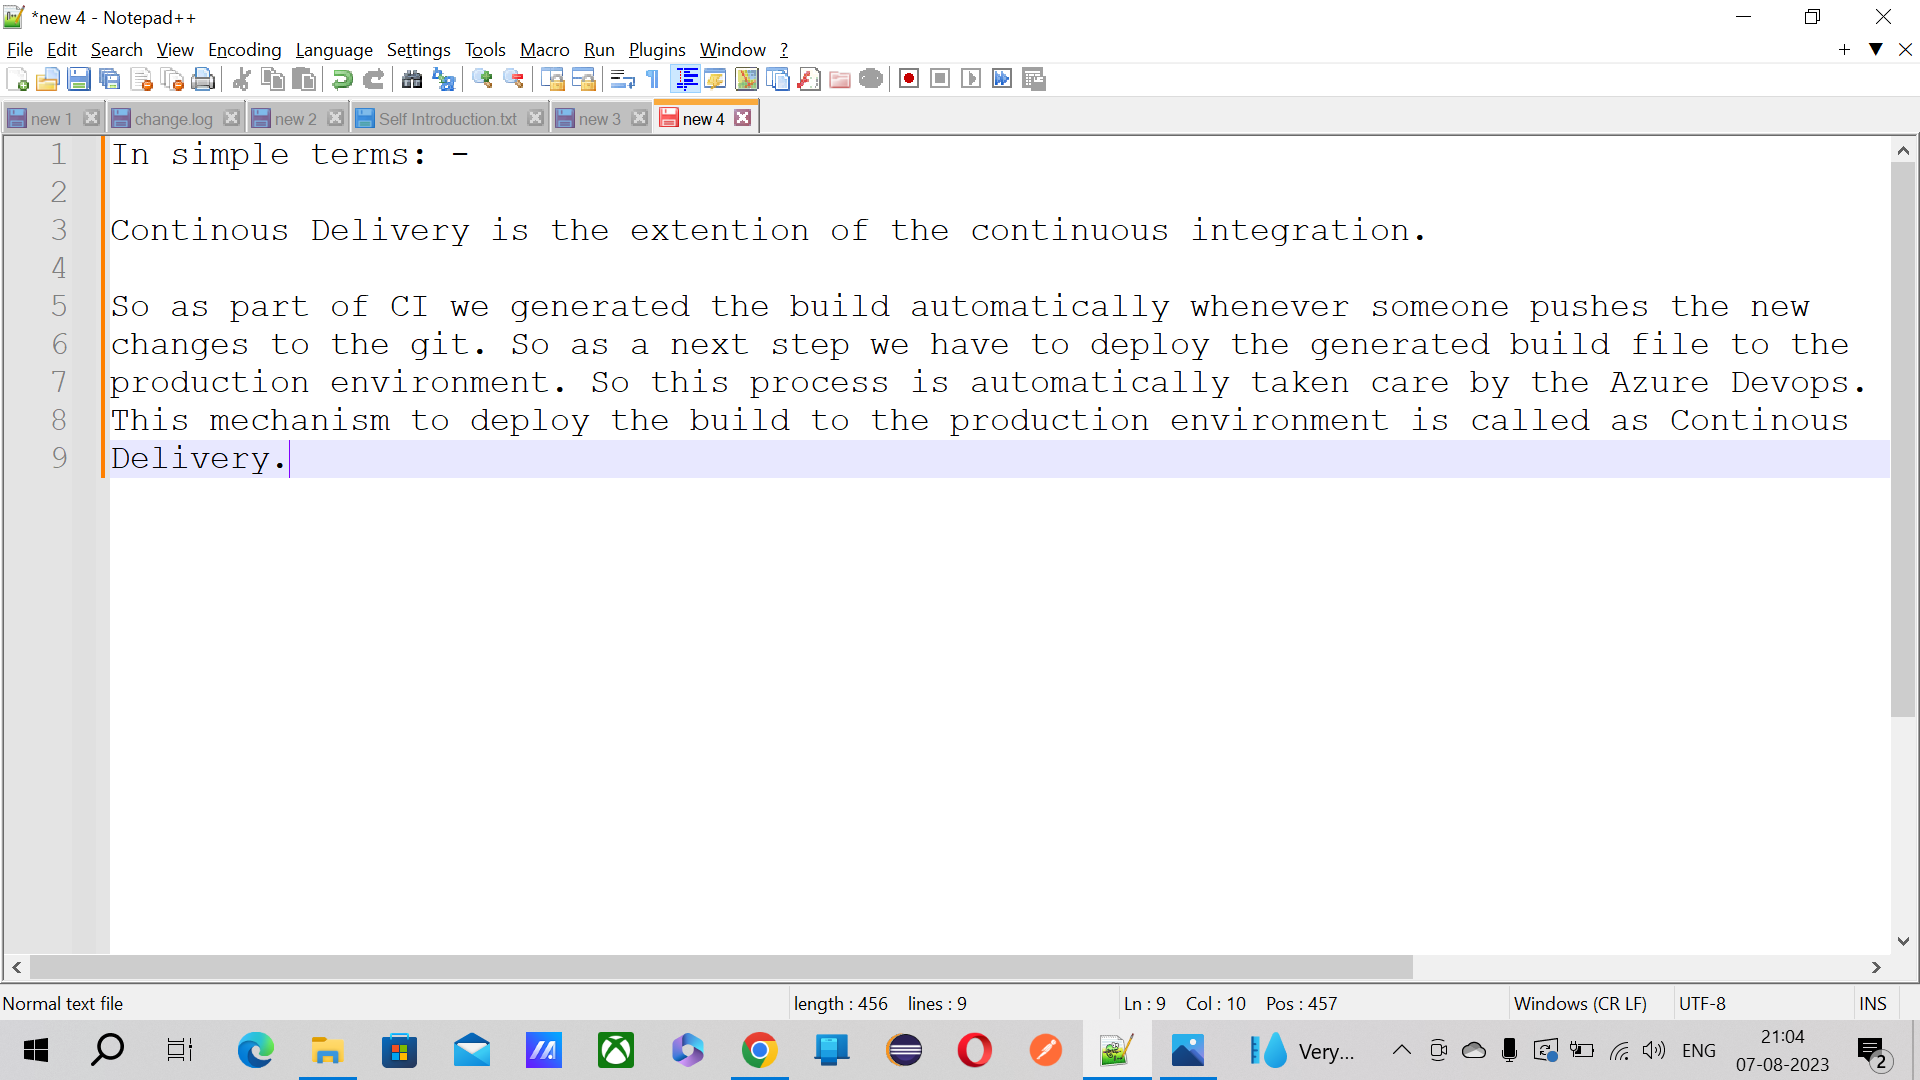 *new 4 - Notepad++
File Edit Search View Encoding Language Settings Tools Macro Run Plugins Window ?
new 1 change.log new 2 Self Introduction.txt new 3 new 4
1 In simple terms: -
2
3 Continous Delivery is the extention of the continuous integration.
4
5 So as part of CI we generated the build automatically whenever someone pushes the new
6 changes to the git. So as a next step we have to deploy the generated build file to the
7 production environment. So this process is automatically taken care by the Azure Devops.
8 This mechanism to deploy the build to the production environment is called as Continous
9 Delivery.
Normal text file length : 456 lines : 9 Ln : 9 Col : 10 Pos : 457 Windows (CR LF) UTF-8 INS
Very... ENG 21:04
07-08-2023 2